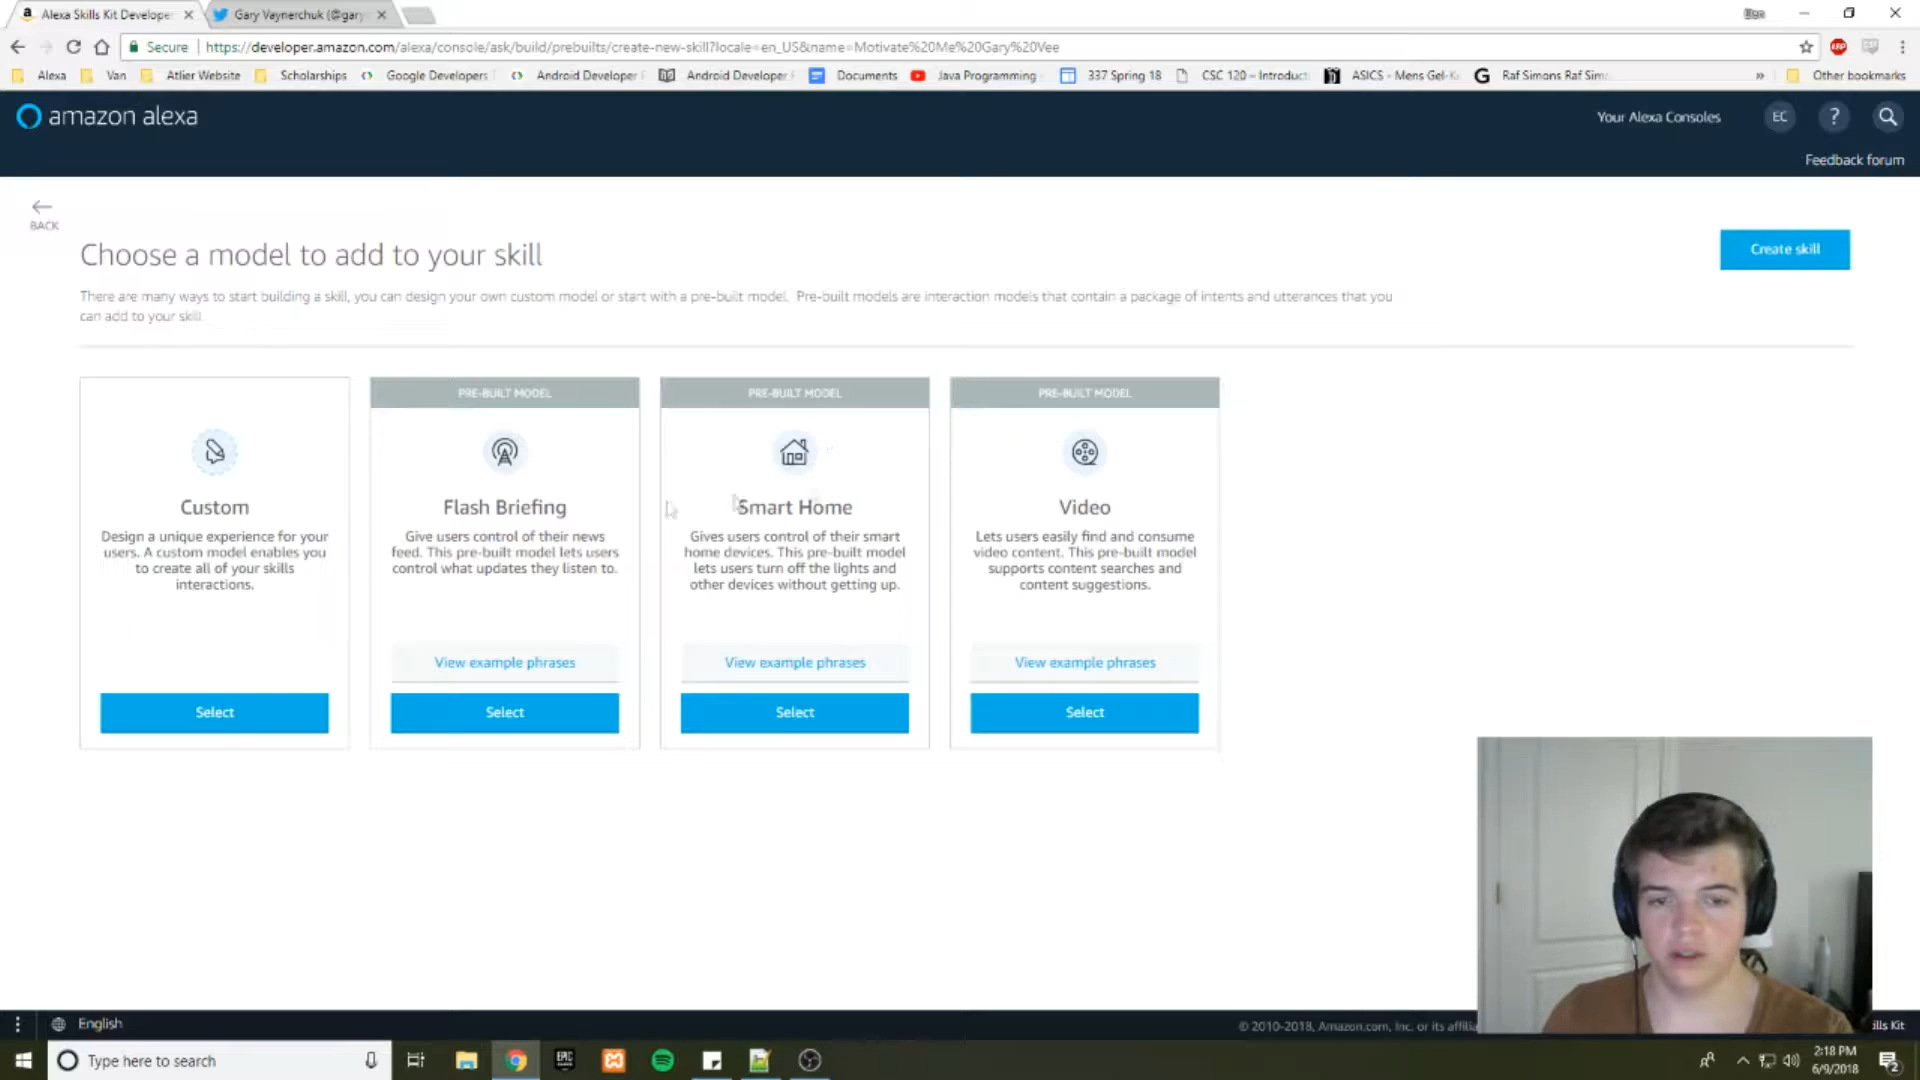 Alexa Skills Kit Developer
Gary Vaynerchuk (@gary
Secure
https://developer.amazon.com/alexa/console/ask/build/prebuilts/create-new-skill?locale=en_US&name=Motivate%20Me%20Gary%20Vee
Alexa
Van
Atlier Website
Scholarships
Google Developers
Android Developer
Android Developer
Documents
Java Programming
337 Spring 18
CSC 120 – Introduct
ASICS - Mens Gel-K
Raf Simons Raf Sim
Other bookmarks
amazon alexa
Your Alexa Consoles
EC
?
Feedback forum
BACK
Choose a model to add to your skill
Create skill
There are many ways to start building a skill, you can design your own custom model or start with a pre-built model. Pre-built models are interaction models that contain a package of intents and utterances that you
can add to your skill.
Custom
Design a unique experience for your
users. A custom model enables you
to create all of your skills
interactions.
Select
PRE-BUILT MODEL
Flash Briefing
Give users control of their news
feed. This pre-built model lets users
control what updates they listen to.
View example phrases
Select
PRE-BUILT MODEL
Smart Home
Gives users control of their smart
home devices. This pre-built model
lets users turn off the lights and
other devices without getting up.
View example phrases
Select
PRE-BUILT MODEL
Video
Lets users easily find and consume
video content. This pre-built model
supports content searches and
content suggestions.
View example phrases
Select
English
© 2010-2018, Amazon.com, Inc. or its affilia
ills Kit
Type here to search
EPIC
2:18 PM
6/9/2018
2